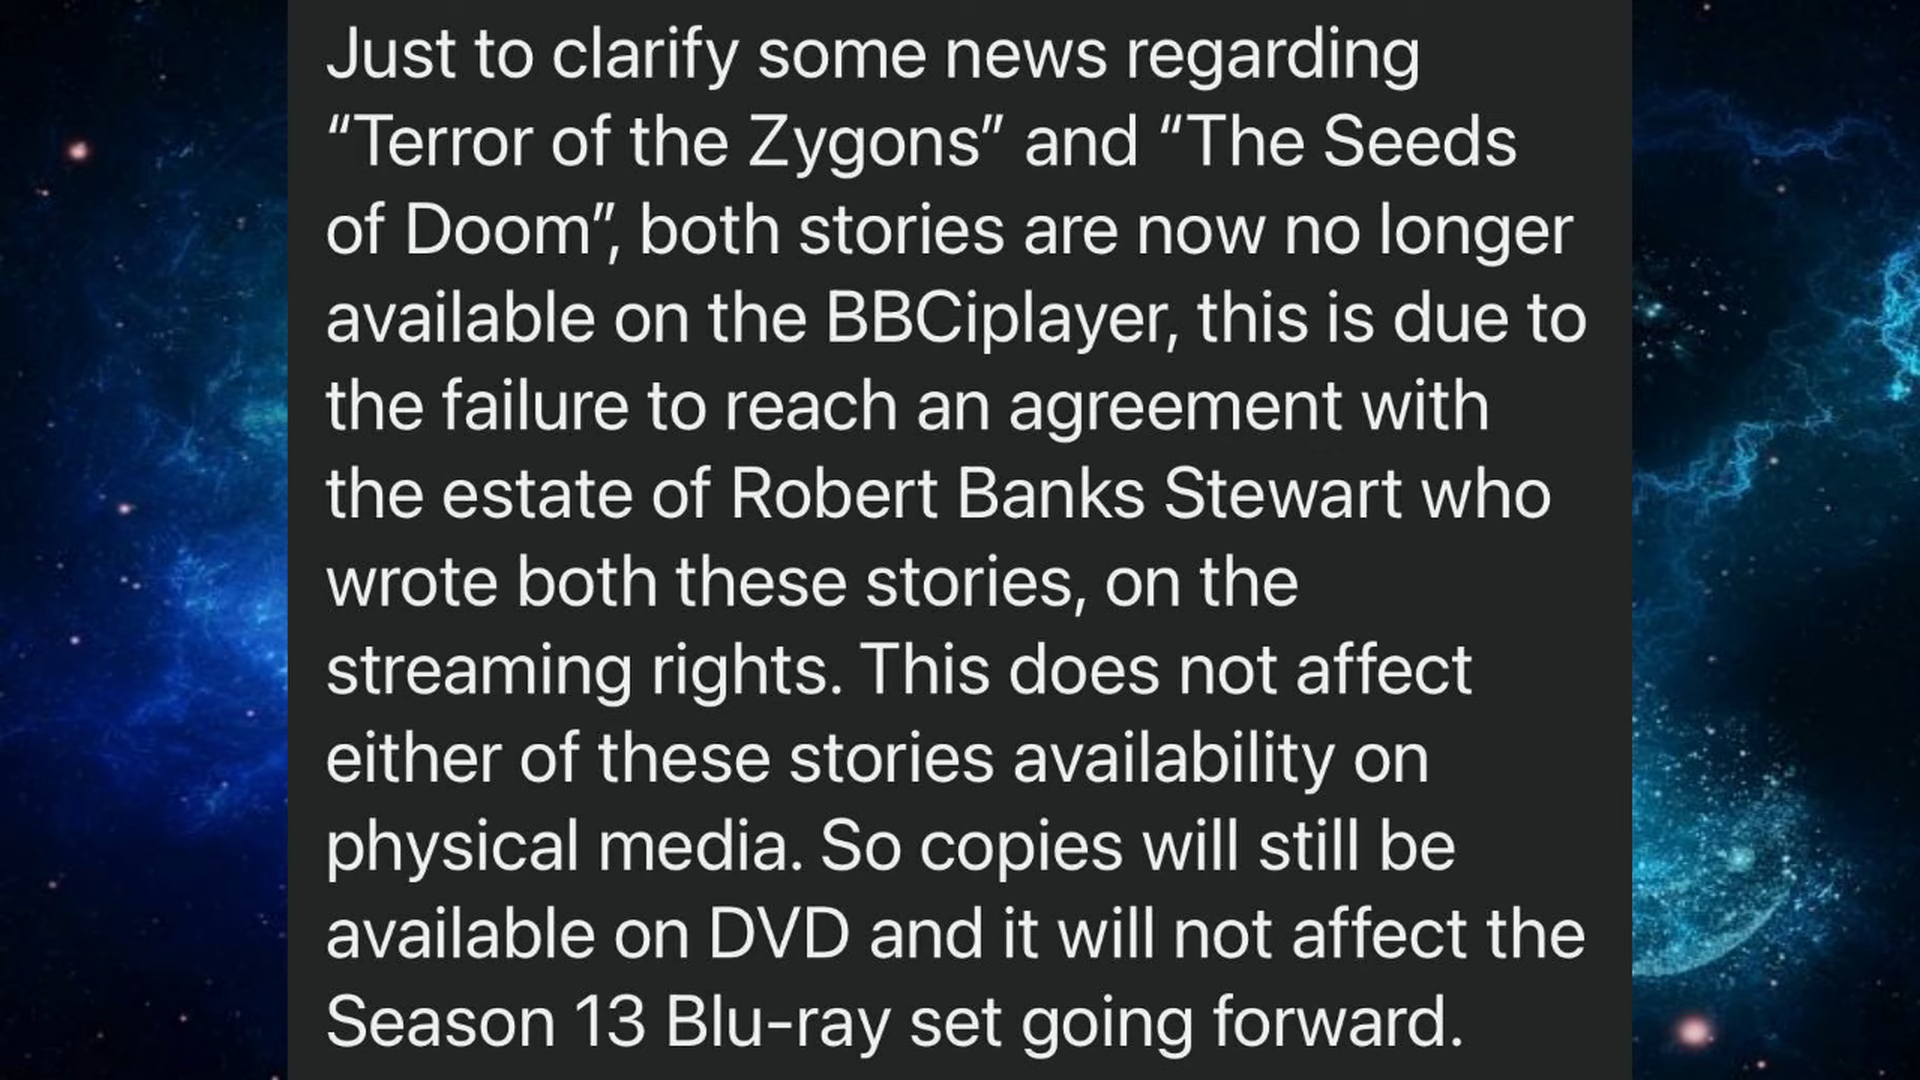 Just to clarify some news regarding
“Terror of the Zygons” and “The Seeds
of Doom”, both stories are now no longer
available on the BBCiplayer, this is due to
the failure to reach an agreement with
the estate of Robert Banks Stewart who
wrote both these stories, on the
streaming rights. This does not affect
either of these stories availability on
physical media. So copies will still be
available on DVD and it will not affect the
Season 13 Blu-ray set going forward.